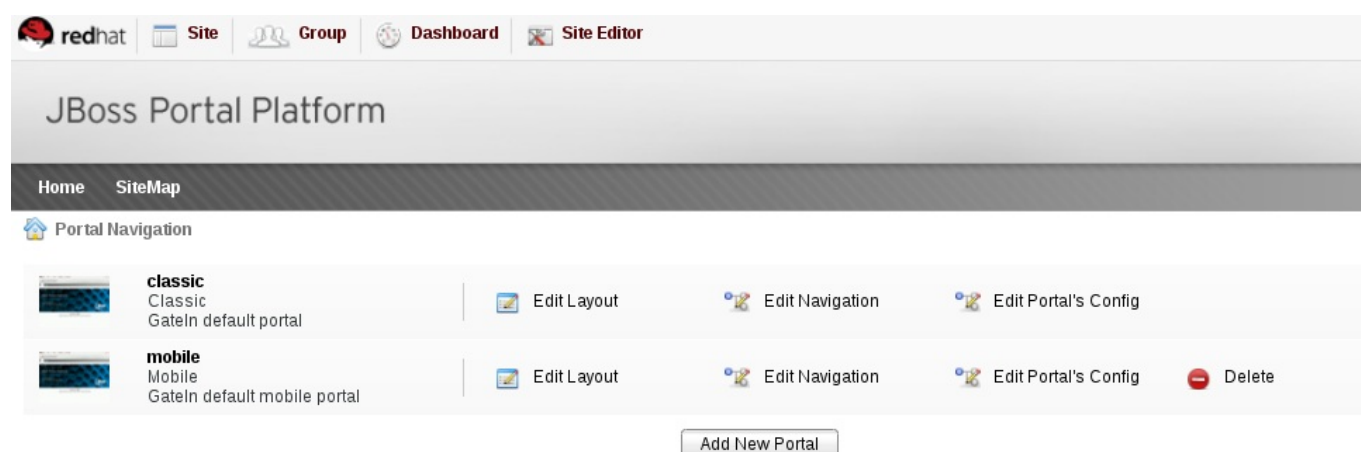 redhat Site Group Dashboard Site Editor
JBoss Portal Platform
Home SiteMap
Portal Navigation
classic
Classic
GateIn default portal
Edit Layout Edit Navigation Edit Portal's Config
mobile
Mobile
GateIn default mobile portal
Edit Layout Edit Navigation Edit Portal's Config Delete
Add New Portal